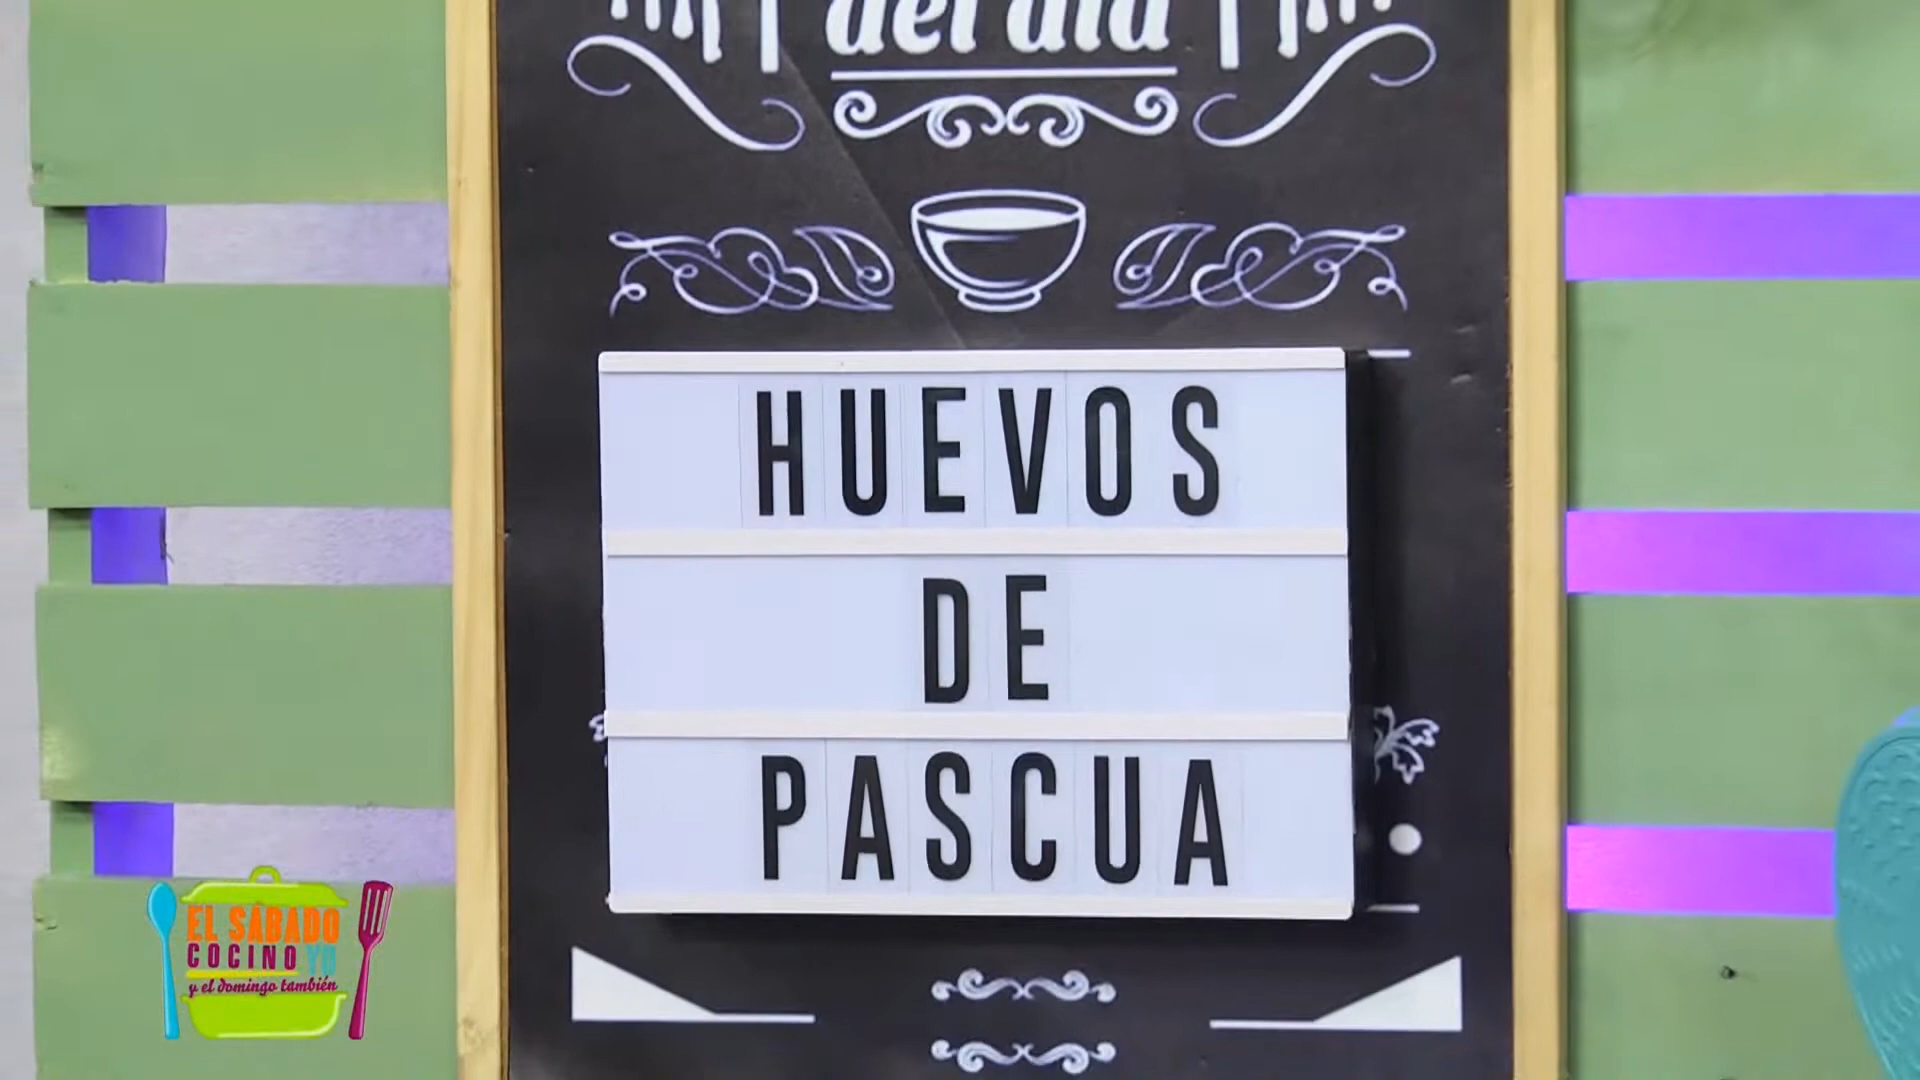 del día
HUEVOS
DE
PASCUA
EL SÁBADO
COCINO YO
y el domingo también